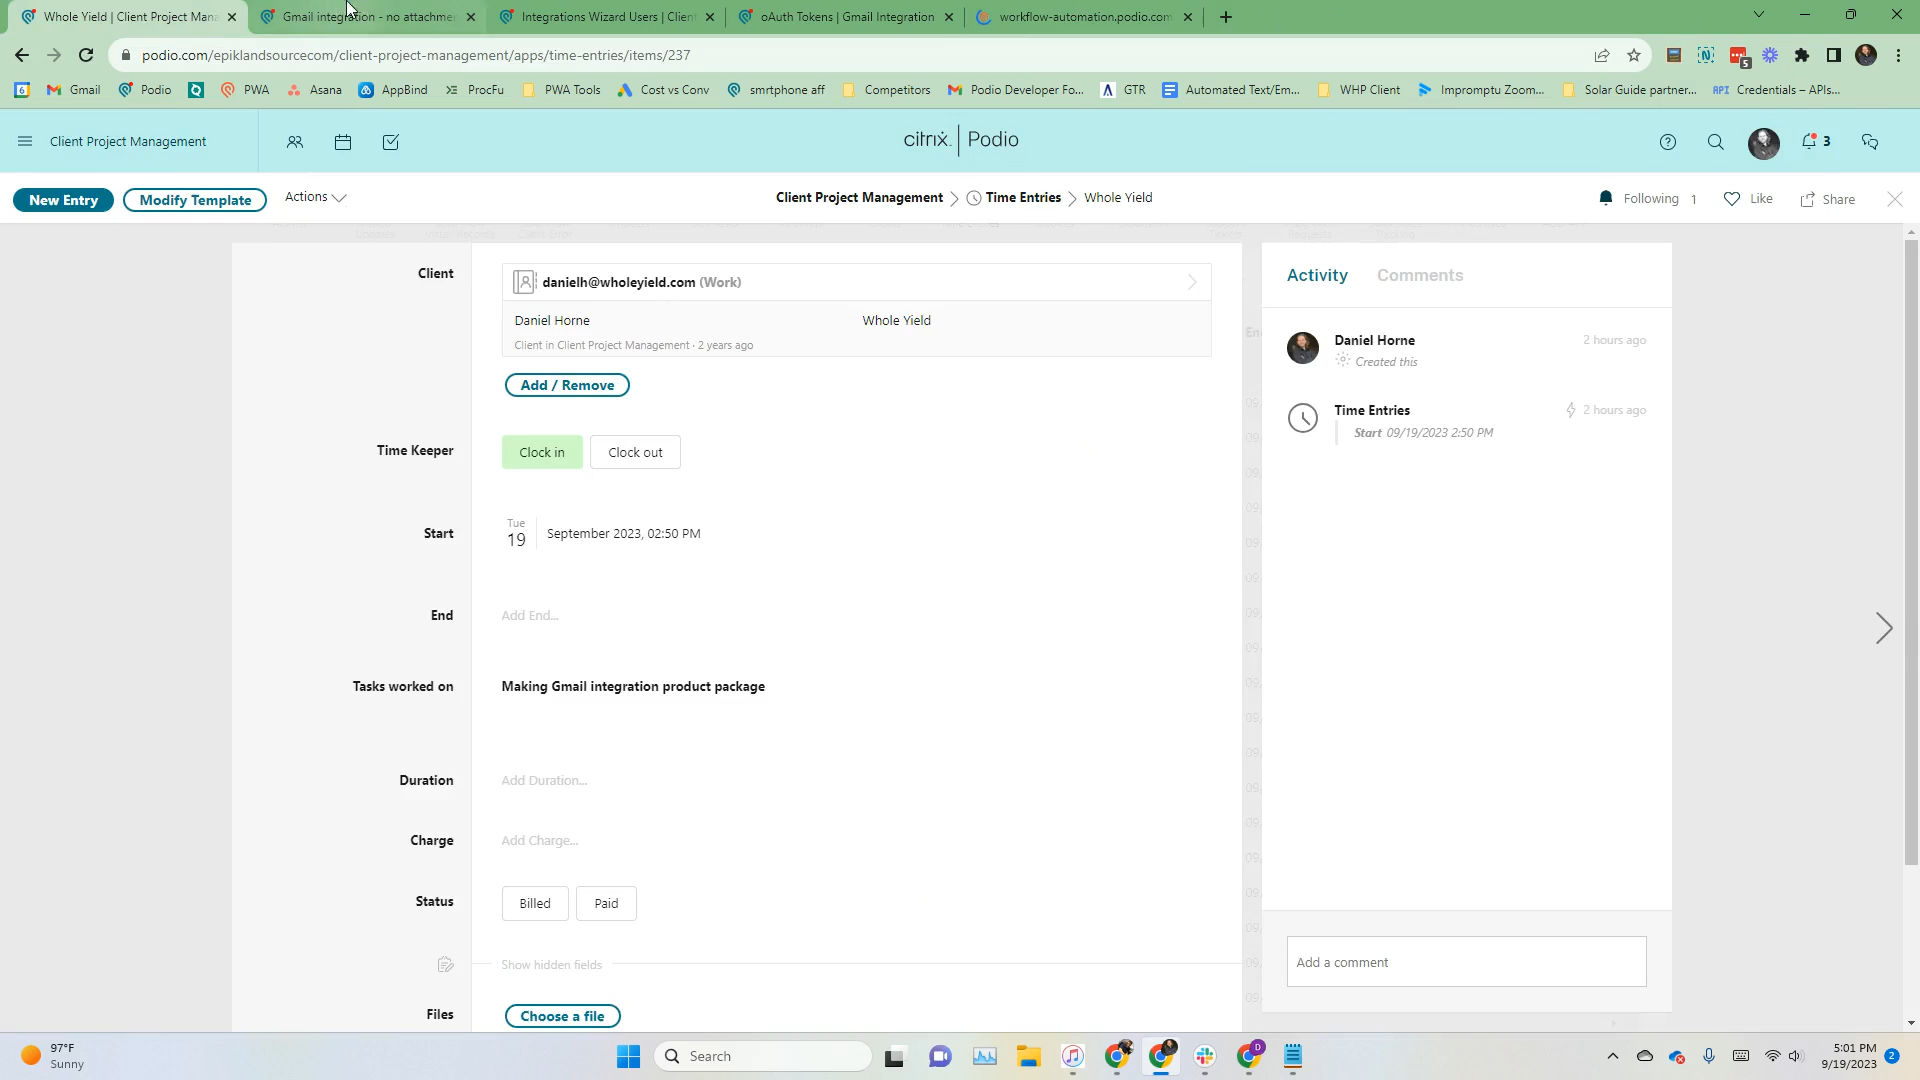 Whole Yield | Client Project Mana
Gmail integration - no attachme
Integrations Wizard Users | Clien
oAuth Tokens | Gmail Integration
workflow-automation.podio.com
podio.com/epiklandsourcecom/client-project-management/apps/time-entries/items/237
5
6
Gmail
Podio
PWA
Asana
AppBind
ProcFu
PWA Tools
Cost vs Conv
smrtphone aff
Competitors
Podio Developer Fo...
GTR
Automated Text/Em...
WHP Client
Impromptu Zoom...
Solar Guide partner...
API
Credentials – APIs...
Client Project Management
citrix | Podio
3
New Entry
Modify Template
Actions
Client Project Management
Time Entries
Whole Yield
Following 1
Like
Share
Client
danielh@wholeyield.com (Work)
Daniel Horne
Whole Yield
Client in Client Project Management · 2 years ago
Add / Remove
Time Keeper
Clock in
Clock out
Start
Tue
19
September 2023, 02:50 PM
End
Add End...
Tasks worked on
Making Gmail integration product package
Duration
Add Duration...
Charge
Add Charge...
Status
Billed
Paid
Show hidden fields
Files
Choose a file
Activity
Comments
Daniel Horne
2 hours ago
Created this
Time Entries
2 hours ago
Start 09/19/2023 2:50 PM
Add a comment
97°F
Sunny
Search
D
5:01 PM
9/19/2023
2